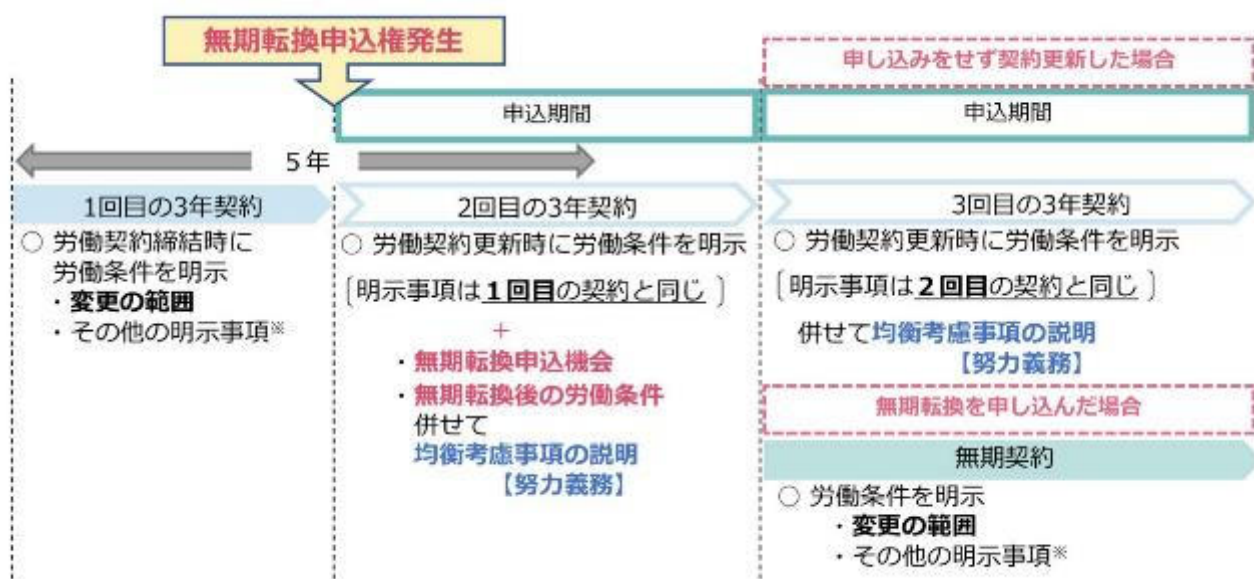 無期転換申込権発生
申し込みをせず契約更新した場合
申込期間
申込期間
5年
1回目の3年契約
○ 労働契約締結時に
労働条件を明示
・変更の範囲
・その他の明示事項※
2回目の3年契約
○ 労働契約更新時に労働条件を明示
〔明示事項は１回目の契約と同じ〕
＋
・無期転換申込機会
・無期転換後の労働条件
併せて
均衡考慮事項の説明
【努力義務】
3回目の3年契約
○ 労働契約更新時に労働条件を明示
〔明示事項は２回目の契約と同じ〕
併せて均衡考慮事項の説明
【努力義務】
無期転換を申し込んだ場合
無期契約
○ 労働条件を明示
・変更の範囲
・その他の明示事項※